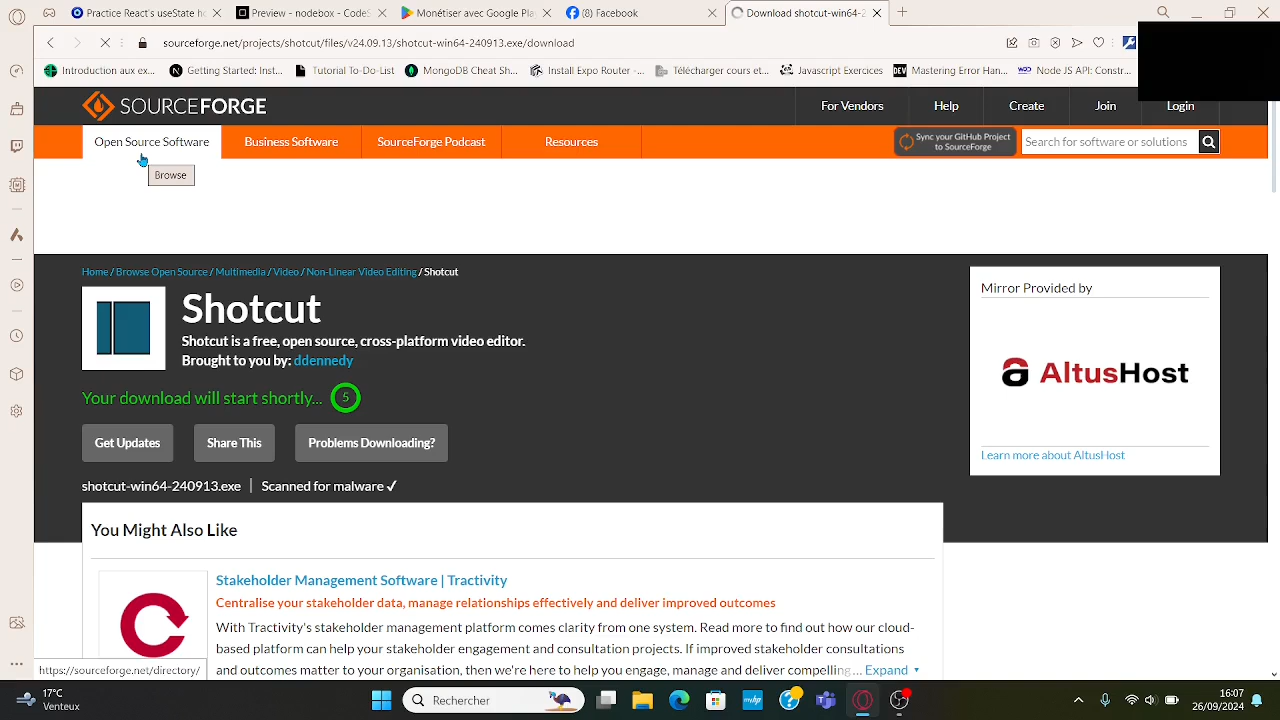 Preset - ressources h
Preview - nodebox - CodeS
Monétiser avec Google Pla
(8) Facebook
Download shotcut-win64-2
sourceforge.net/projects/shotcut/files/v24.09.13/shotcut-win64-240913.exe/download
Introduction aux ex...
Getting Started: Inst...
Tutorial To-Do-List
MongoDB Cheat S...
Install Expo Router -...
Télécharger court et...
Javascript Exercices
Mastering Error Han...
Node JS API: Constr...
SOURCEFORGE
For Vendors
Help
Create
Join
Login
Open Source Software
Business Software
SourceForge Podcast
Resources
Sync your GitHub Project
to SourceForge
Search for software or solutions
Browse
Home / Browse Open Source / Multimedia / Video / Non-Linear Video Editing / Shotcut
Shotcut
Shotcut is a free, open source, cross-platform video editor.
Brought to you by: ddennedy
Your download will start shortly... 5
Get Updates
Share This
Problems Downloading?
shotcut-win64-240913.exe | Scanned for malware ✓
Mirror Provided by
AltusHost
Learn more about AltusHost
You Might Also Like
Stakeholder Management Software | Tractivity
Centralise your stakeholder data, manage relationships effectively and deliver improved outcomes
With Tractivity's stakeholder management platform comes clarity from one system. Read more to find out how our cloud-
based platform can help your stakeholder engagement and consultation projects. If improved stakeholder consultations
and outcomes matter to your organisation, then we're here to help you engage, manage and deliver compelling ... Expand
https://sourceforge.net/directory/
17°C
Venteux
Rechercher
16:07
26/09/2024